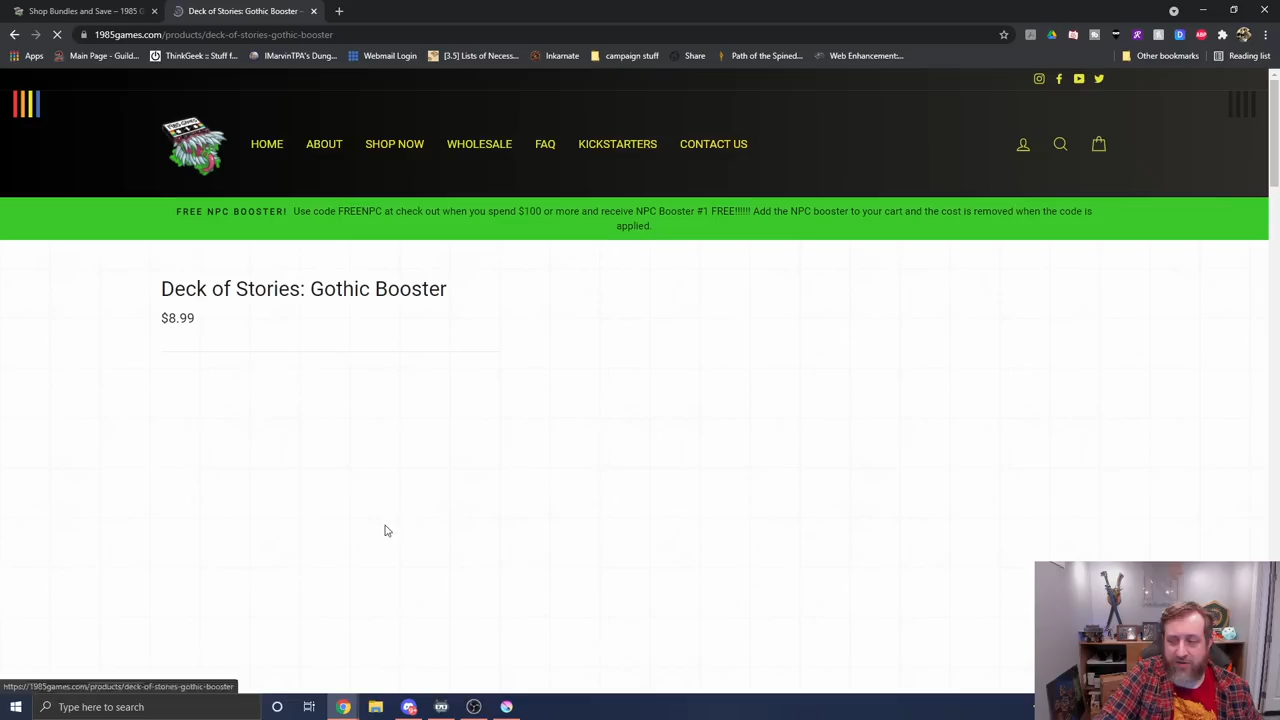 Shop Bundles and Save – 1985 G
Deck of Stories: Gothic Booster –
1985games.com/products/deck-of-stories-gothic-booster
Apps
Main Page - Guild...
ThinkGeek :: Stuff f...
IMarvinTPA's Dung...
Webmail Login
[3.5] Lists of Necess...
Inkarnate
campaign stuff
Share
Path of the Spined...
Web Enhancement:...
Other bookmarks
Reading list
HOME
ABOUT
SHOP NOW
WHOLESALE
FAQ
KICKSTARTERS
CONTACT US
FREE NPC BOOSTER! Use code FREENPC at check out when you spend $100 or more and receive NPC Booster #1 FREE!!!!!! Add the NPC booster to your cart and the cost is removed when the code is
applied.
Deck of Stories: Gothic Booster
$8.99
https://1985games.com/products/deck-of-stories-gothic-booster
Type here to search